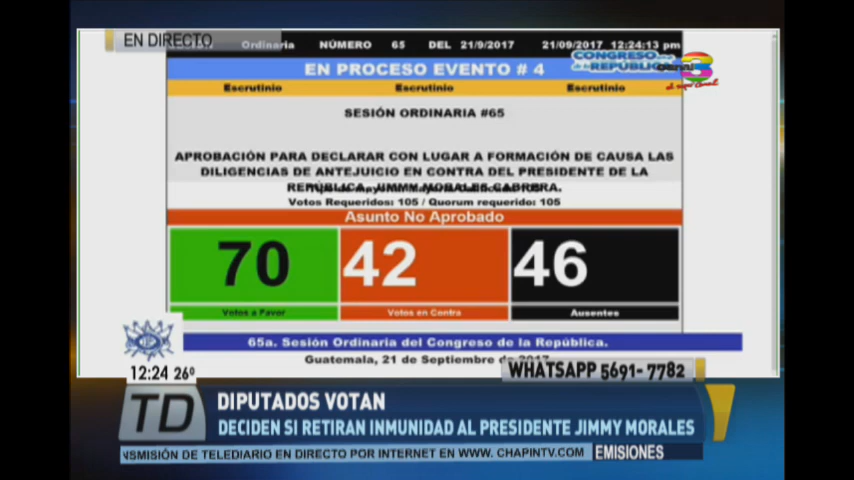 EN DIRECTO
Ordinaria NÚMERO 65 DEL 21/9/2017 21/09/2017 12:24:13 pm
CONGRESO
de la REPÚBLICA
3
EN PROCESO EVENTO # 4
Escrutinio Escrutinio Escrutinio
SESIÓN ORDINARIA #65
APROBACIÓN PARA DECLARAR CON LUGAR A FORMACIÓN DE CAUSA LAS
DILIGENCIAS DE ANTEJUICIO EN CONTRA DEL PRESIDENTE DE LA
REPÚBLICA, JIMMY MORALES CABRERA.
Votos Requeridos: 105 / Quorum requerido: 105
Asunto No Aprobado
70 42 46
Votos a Favor Votos en Contra Ausentes
65a. Sesión Ordinaria del Congreso de la República.
Guatemala, 21 de Septiembre de 2017
12:24 26º
WHATSAPP 5691-7782
TD
DIPUTADOS VOTAN
DECIDEN SI RETIRAN INMUNIDAD AL PRESIDENTE JIMMY MORALES
NSMISIÓN DE TELEDIARIO EN DIRECTO POR INTERNET EN WWW. CHAPINTV.COM
EMISIONES